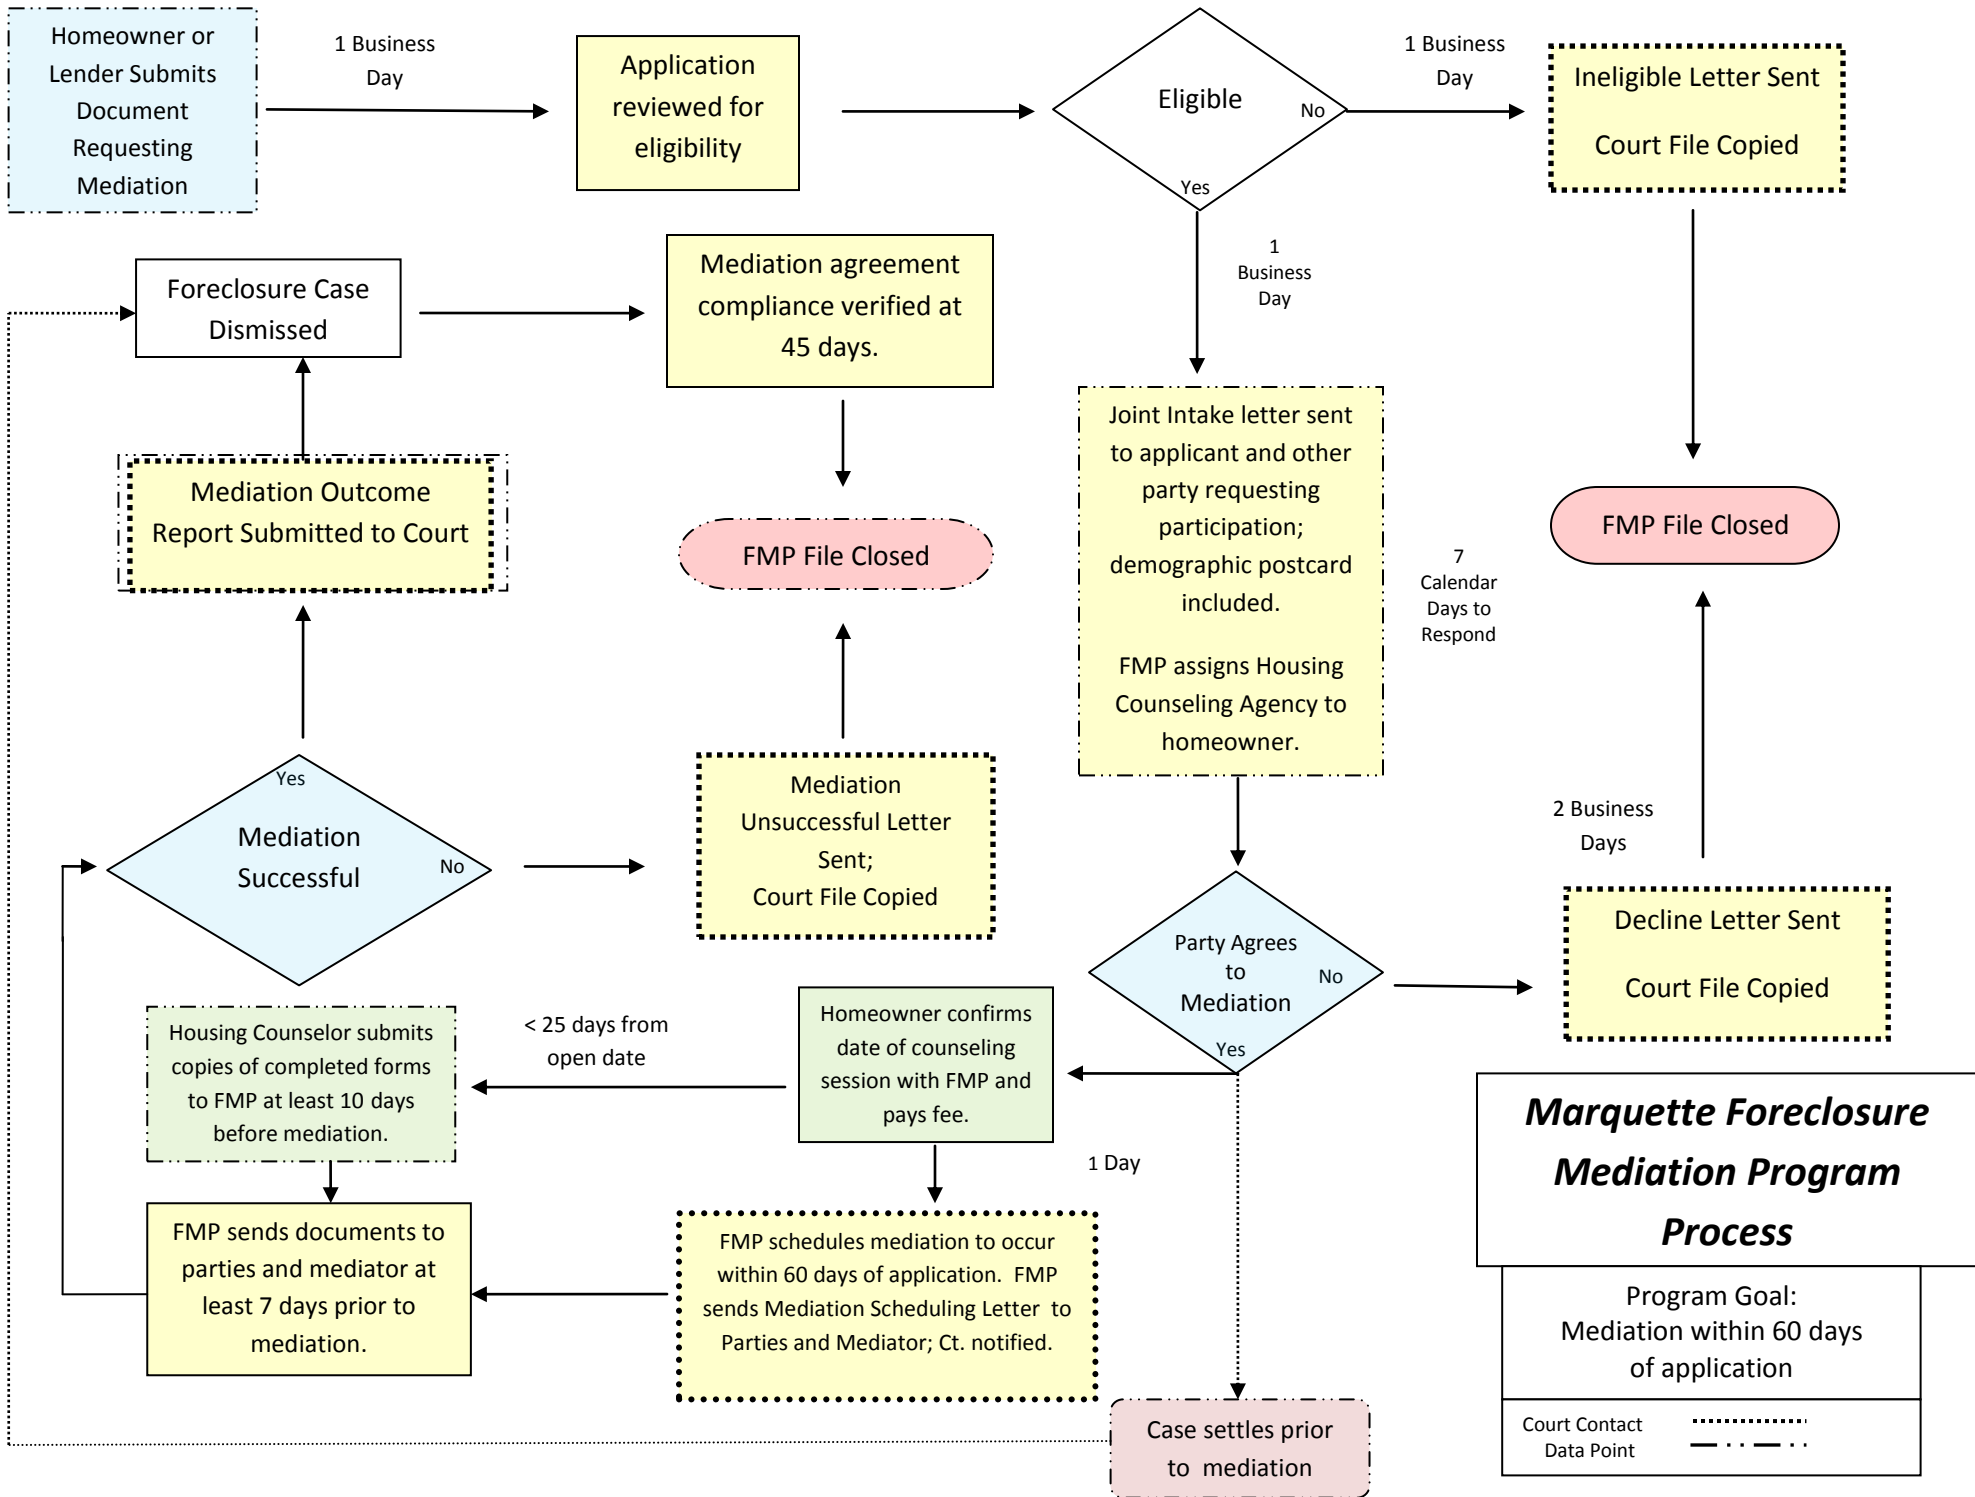 Homeowner or
Lender Submits
Document
Requesting
Mediation
1 Business
Day
Application
reviewed for
eligibility
Eligible
No
Yes
1 Business
Day
Ineligible Letter Sent
Court File Copied
1
Business
Day
Foreclosure Case
Dismissed
Mediation agreement
compliance verified at
45 days.
Joint Intake letter sent
to applicant and other
party requesting
participation;
demographic postcard
included.
FMP assigns Housing
Counseling Agency to
homeowner.
7
Calendar
Days to
Respond
FMP File Closed
Mediation Outcome
Report Submitted to Court
FMP File Closed
Yes
Mediation
Successful
No
Mediation
Unsuccessful Letter
Sent;
Court File Copied
2 Business
Days
Party Agrees
to
Mediation
No
Yes
Decline Letter Sent
Court File Copied
Housing Counselor submits
copies of completed forms
to FMP at least 10 days
before mediation.
< 25 days from
open date
Homeowner confirms
date of counseling
session with FMP and
pays fee.
1 Day
FMP sends documents to
parties and mediator at
least 7 days prior to
mediation.
FMP schedules mediation to occur
within 60 days of application. FMP
sends Mediation Scheduling Letter to
Parties and Mediator; Ct. notified.
Case settles prior
to mediation
Marquette Foreclosure
Mediation Program
Process
Program Goal:
Mediation within 60 days
of application
Court Contact
Data Point